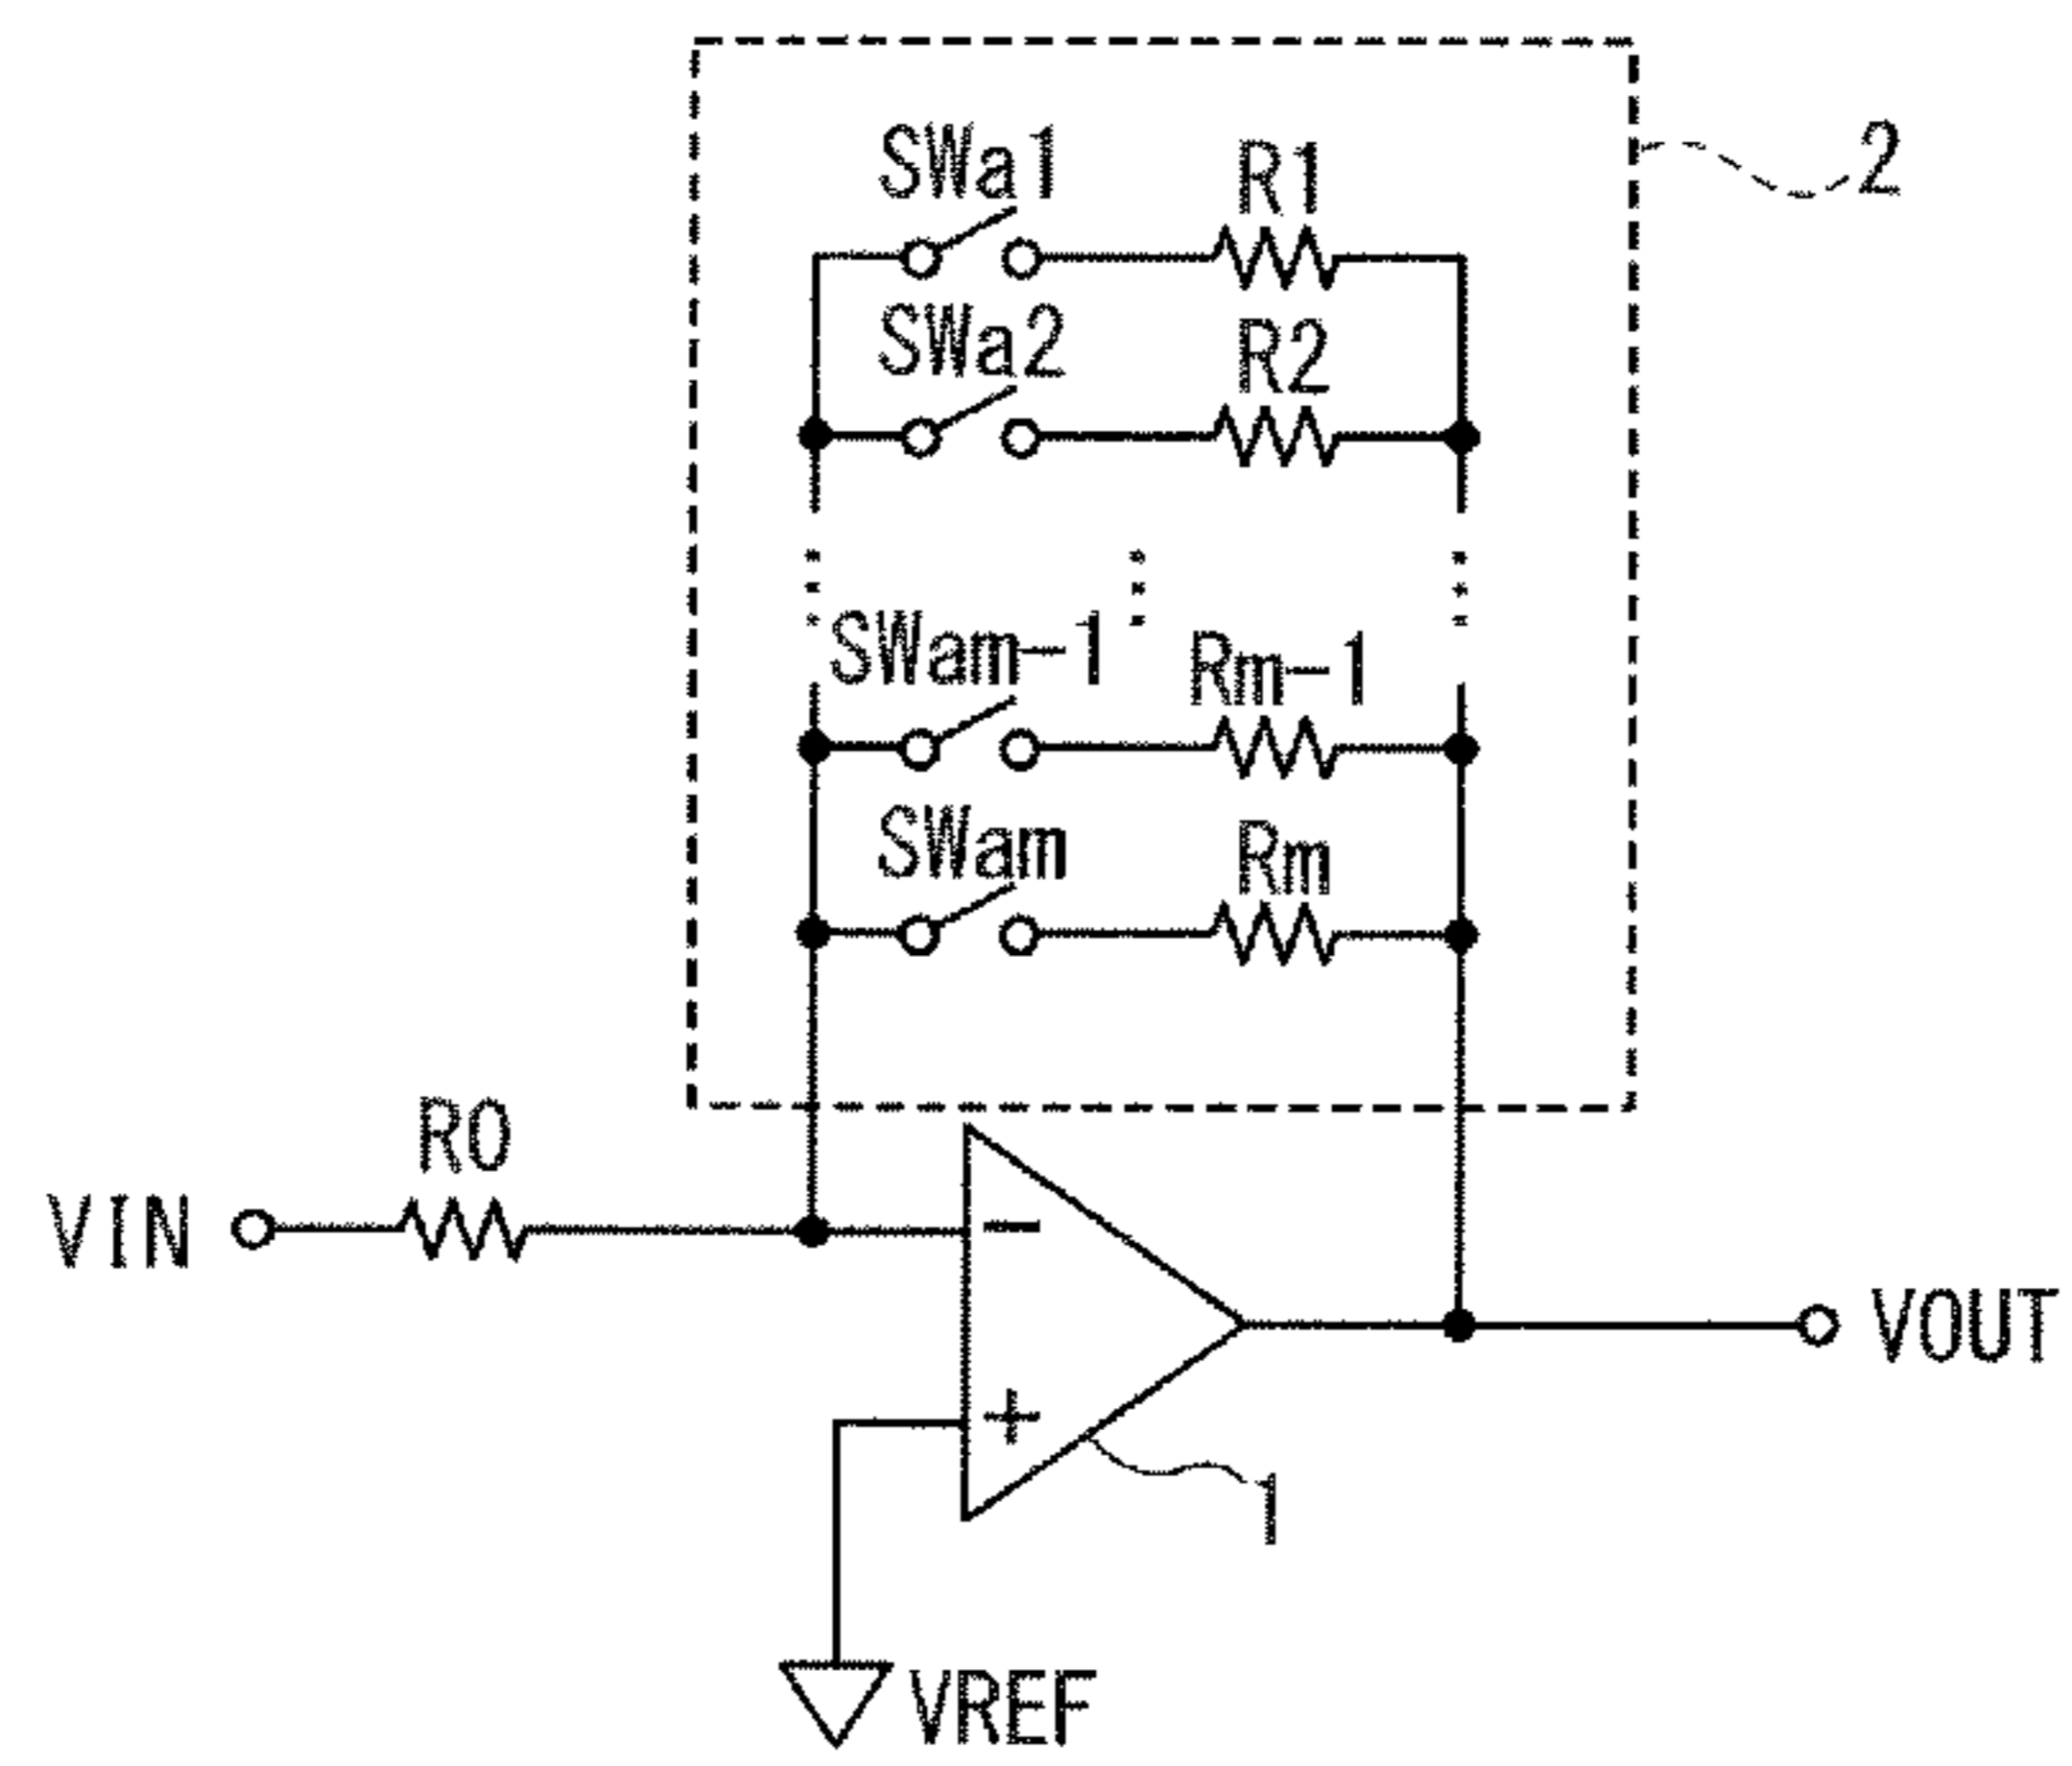 2
SWa1
R1
SWa2
R2
SWam-1
Rm-1
SWam
Rm
R0
VIN
−
VOUT
+
1
VREF